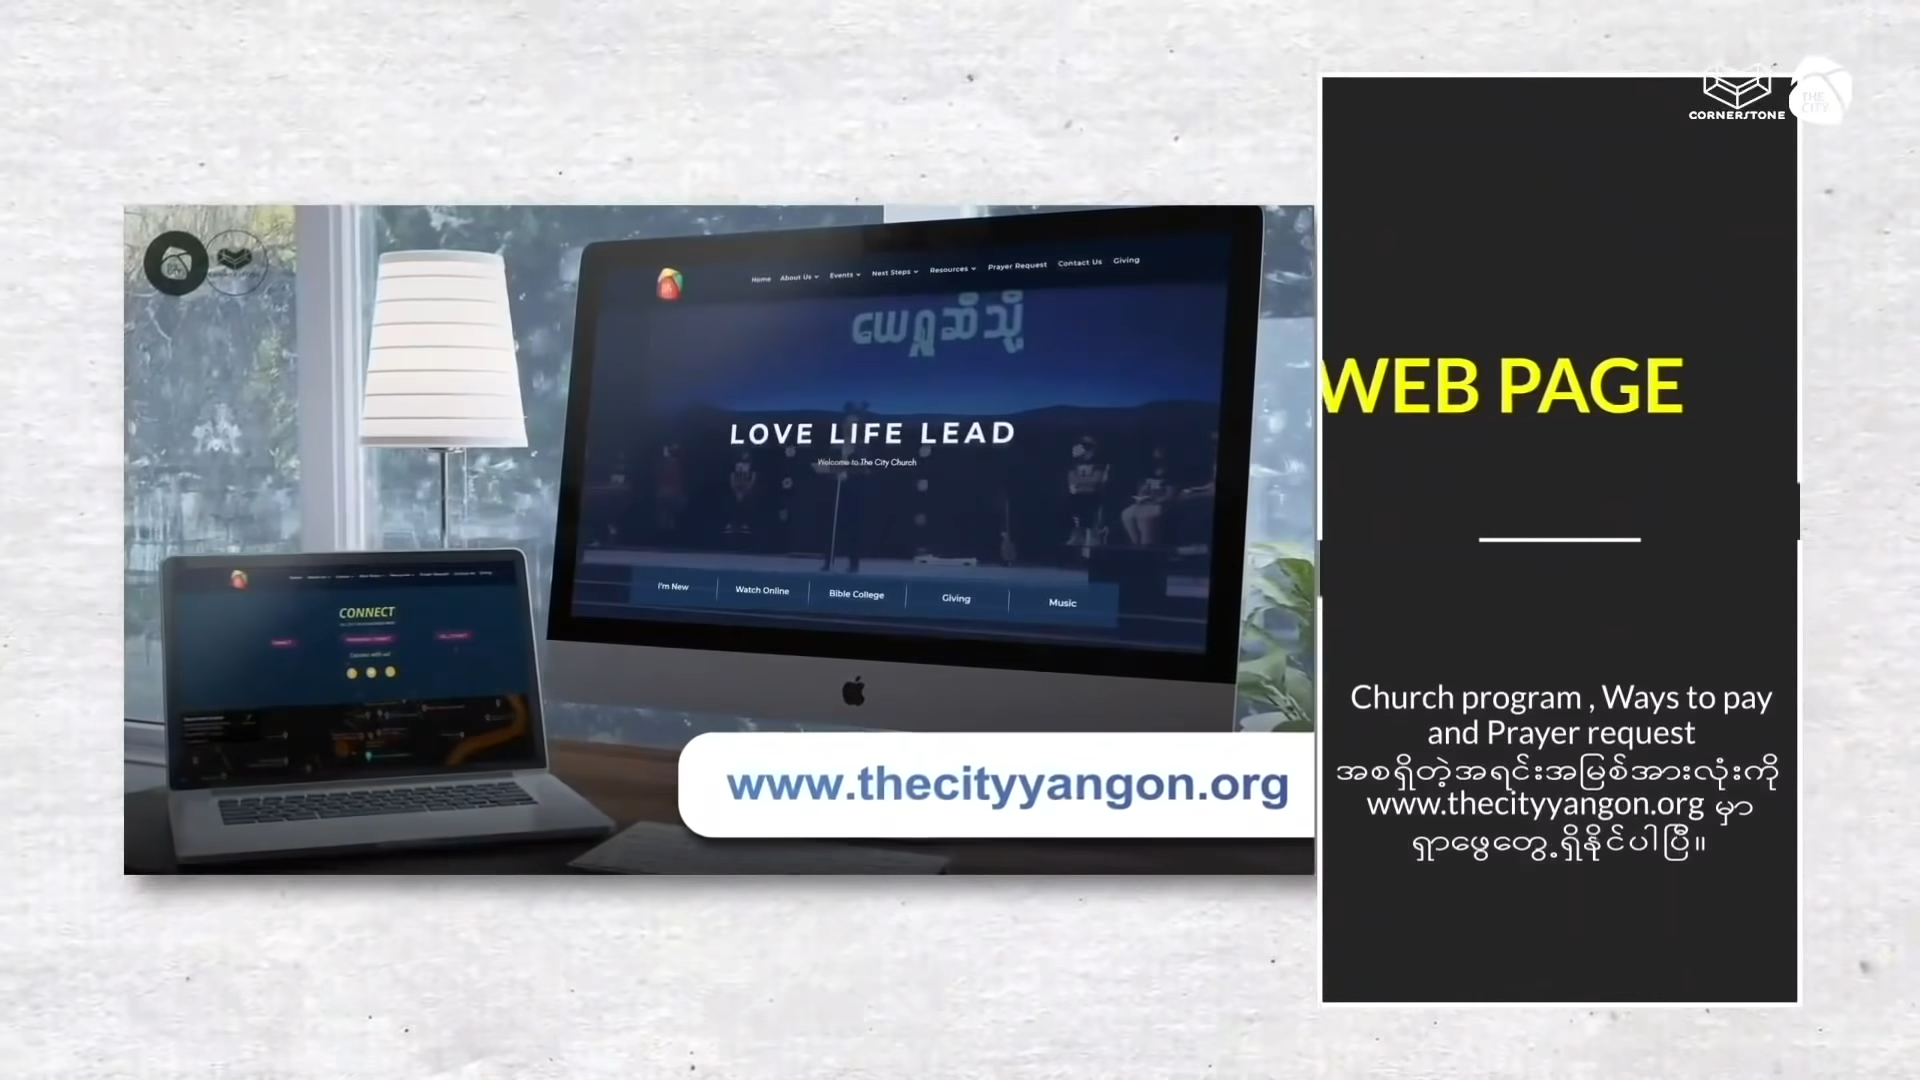 CORNERSTONE
THE
CITY
Home
About Us
Events
Next Steps
Resources
Prayer Request
Contact Us
Giving
ယေရှုဆီသို့
LOVE LIFE LEAD
Welcome to The City Church
I'm New
Watch Online
Bible College
Giving
Music
CONNECT
www.thecityyangon.org
WEB PAGE
Church program , Ways to pay
and Prayer request
အစရှိတဲ့အရင်းအမြစ်အားလုံးကို
www.thecityyangon.org မှာ
ရှာဖွေတွေ့ရှိနိုင်ပါပြီ။